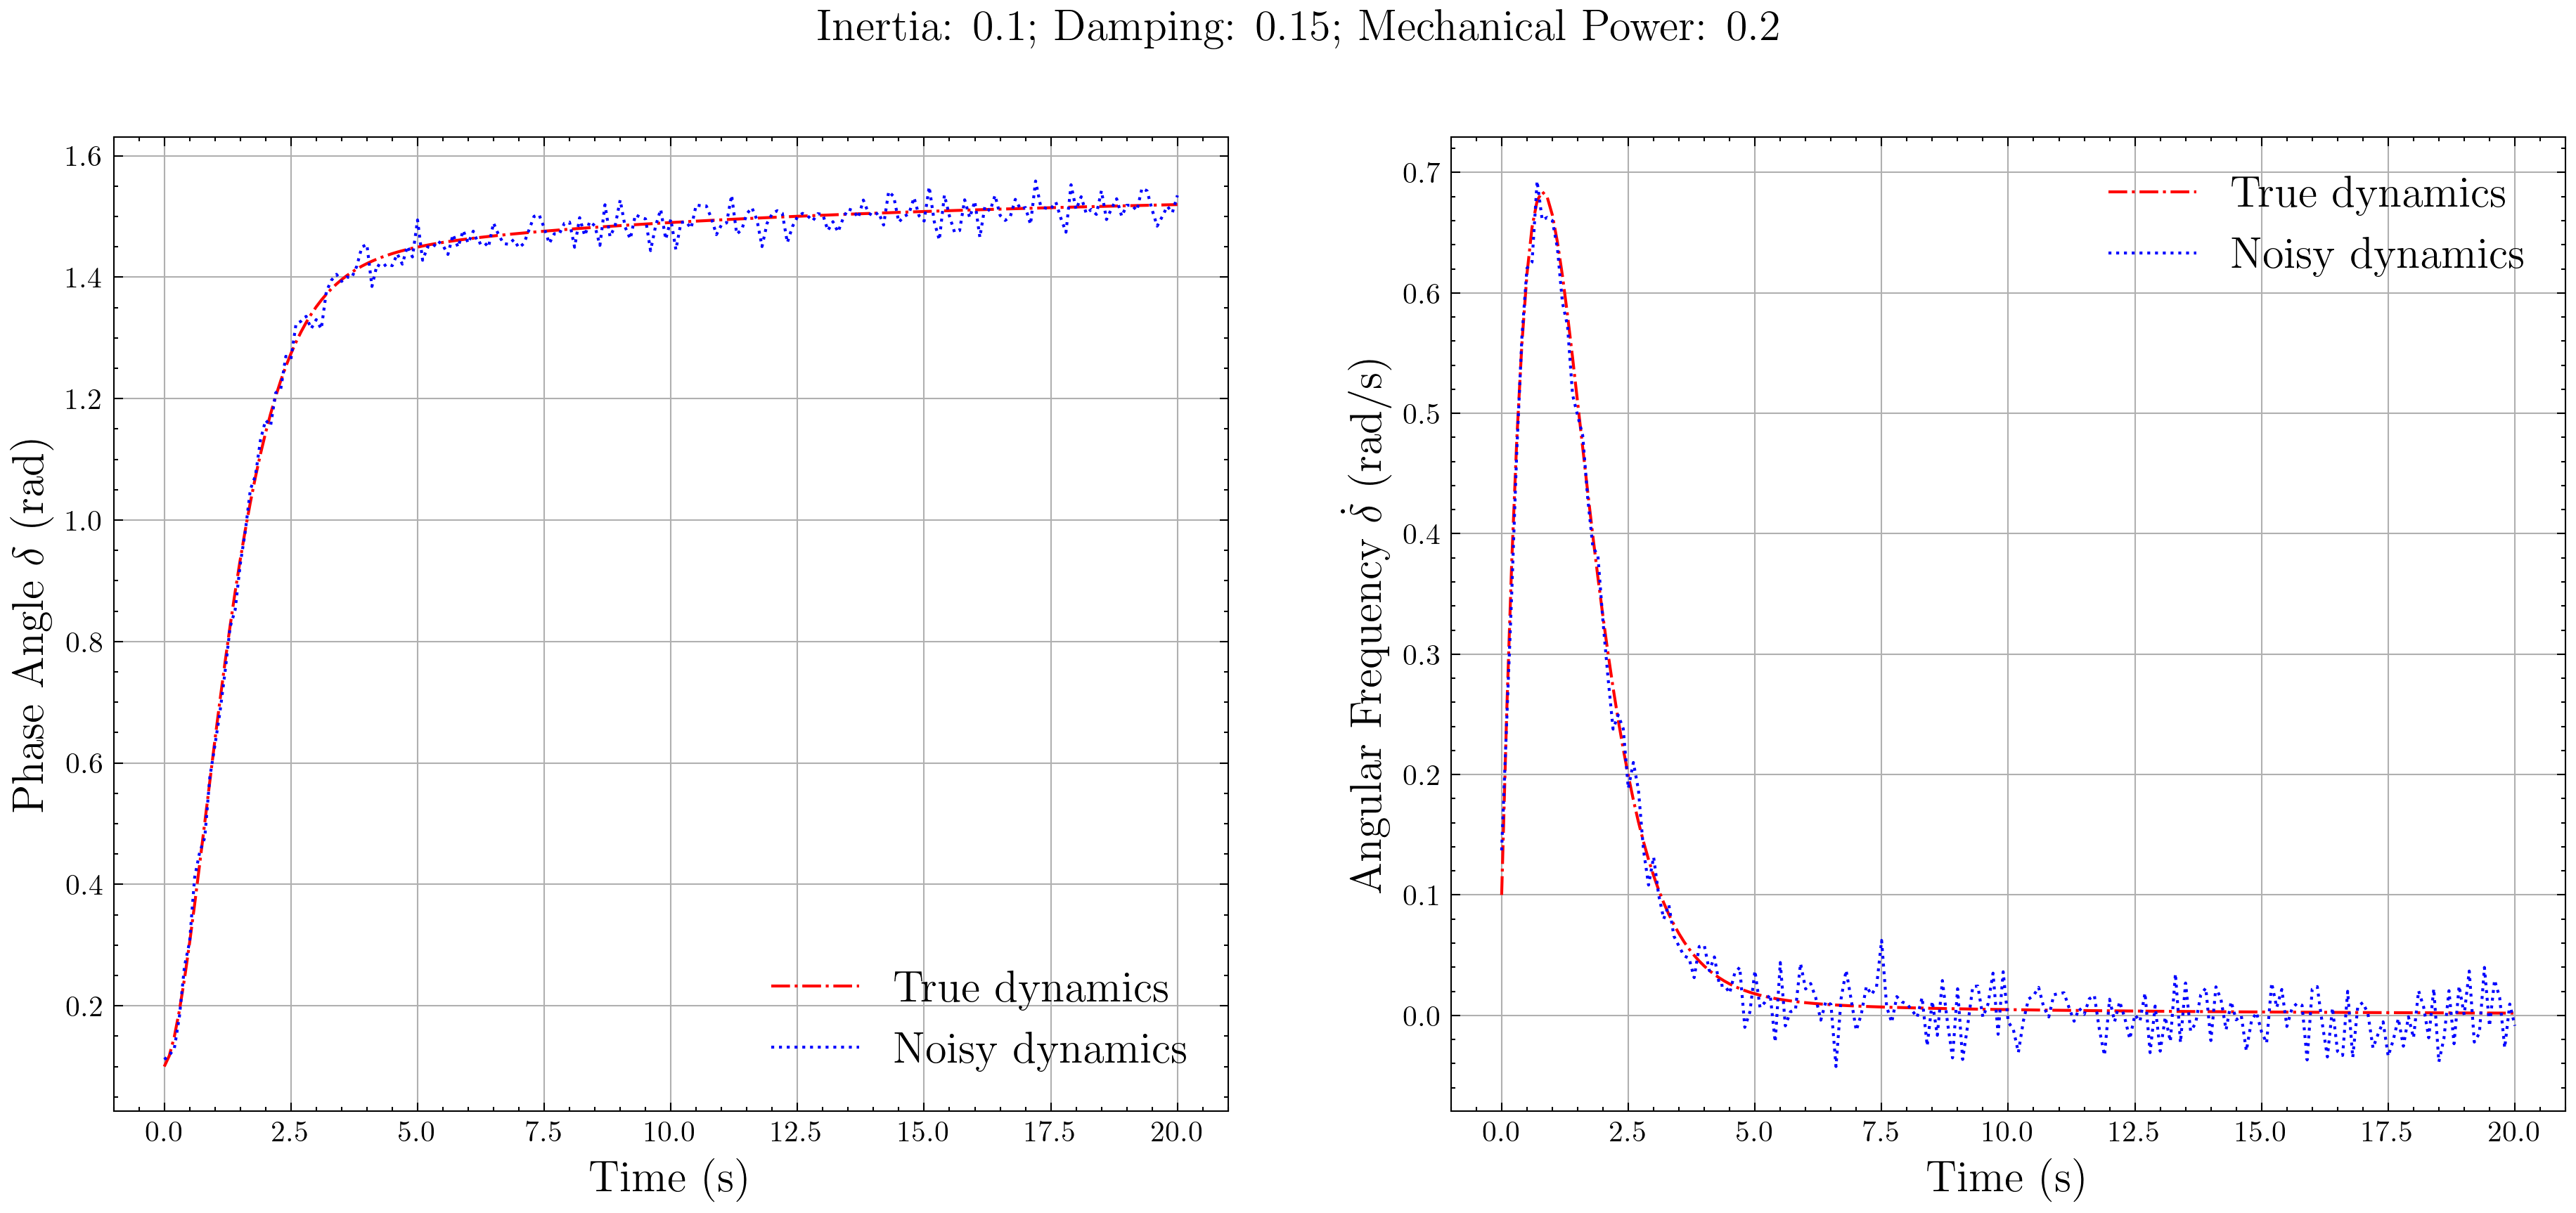 Inertia: 0.1; Damping: 0.15; Mechanical Power: 0.2
Phase Angle δ (rad)
1.6
1.4
1.2
1.0
0.8
0.6
0.4
0.2
True dynamics
Noisy dynamics
0.0 2.5 5.0 7.5 10.0 12.5 15.0 17.5 20.0
Time (s)
Angular Frequency δ̇ (rad/s)
0.7
0.6
0.5
0.4
0.3
0.2
0.1
0.0
True dynamics
Noisy dynamics
0.0 2.5 5.0 7.5 10.0 12.5 15.0 17.5 20.0
Time (s)